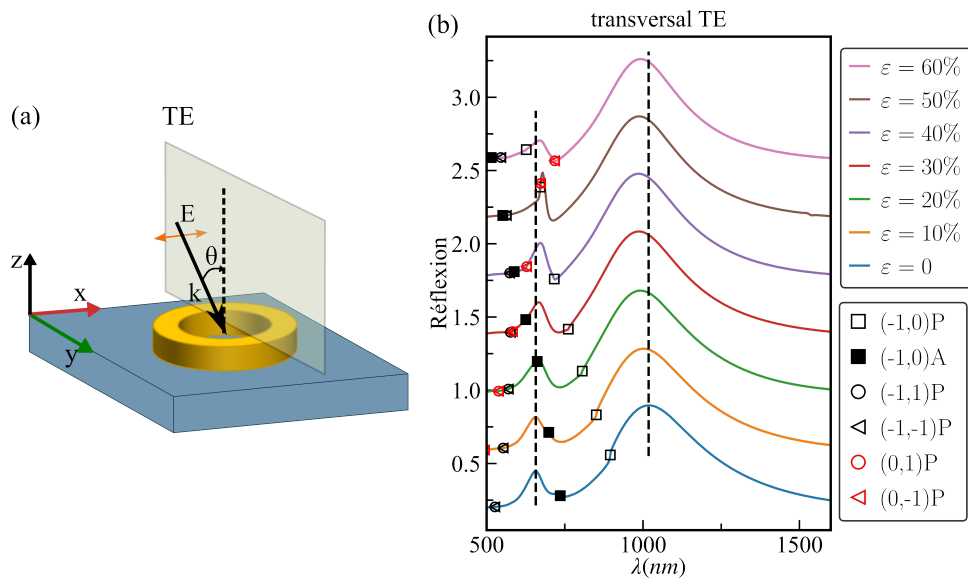 (a)
TE
E
θ
k
z
x
y
(b)
transversal TE
Réflexion
3.0
2.5
2.0
1.5
1.0
0.5
500
750
1000
1250
1500
λ(nm)
ε = 60%
ε = 50%
ε = 40%
ε = 30%
ε = 20%
ε = 10%
ε = 0
(-1,0)P
(-1,0)A
(-1,1)P
(-1,-1)P
(0,1)P
(0,-1)P